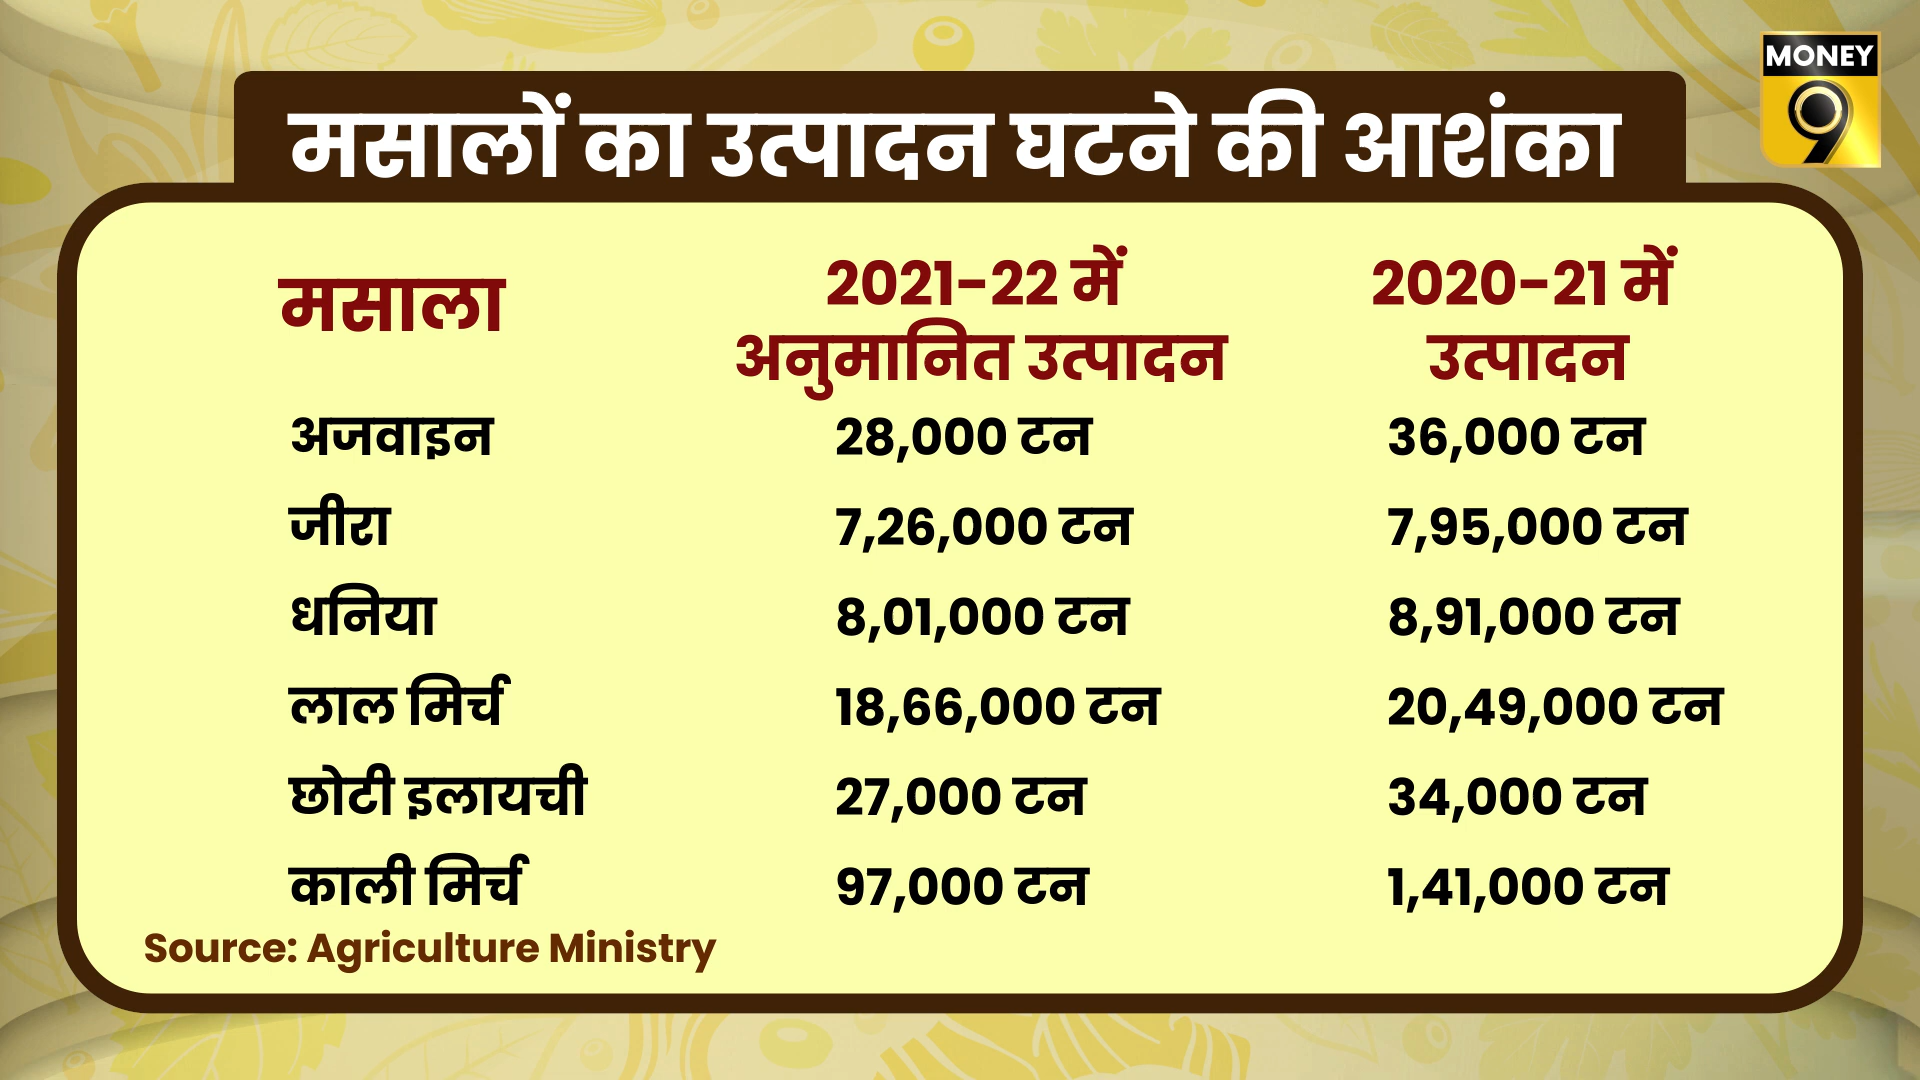 MONEY
9
मसालों का उत्पादन घटने की आशंका
मसाला
2021-22 में
अनुमानित उत्पादन
2020-21 में
उत्पादन
अजवाइन 28,000 टन 36,000 टन
जीरा 7,26,000 टन 7,95,000 टन
धनिया 8,01,000 टन 8,91,000 टन
लाल मिर्च 18,66,000 टन 20,49,000 टन
छोटी इलायची 27,000 टन 34,000 टन
काली मिर्च 97,000 टन 1,41,000 टन
Source: Agriculture Ministry